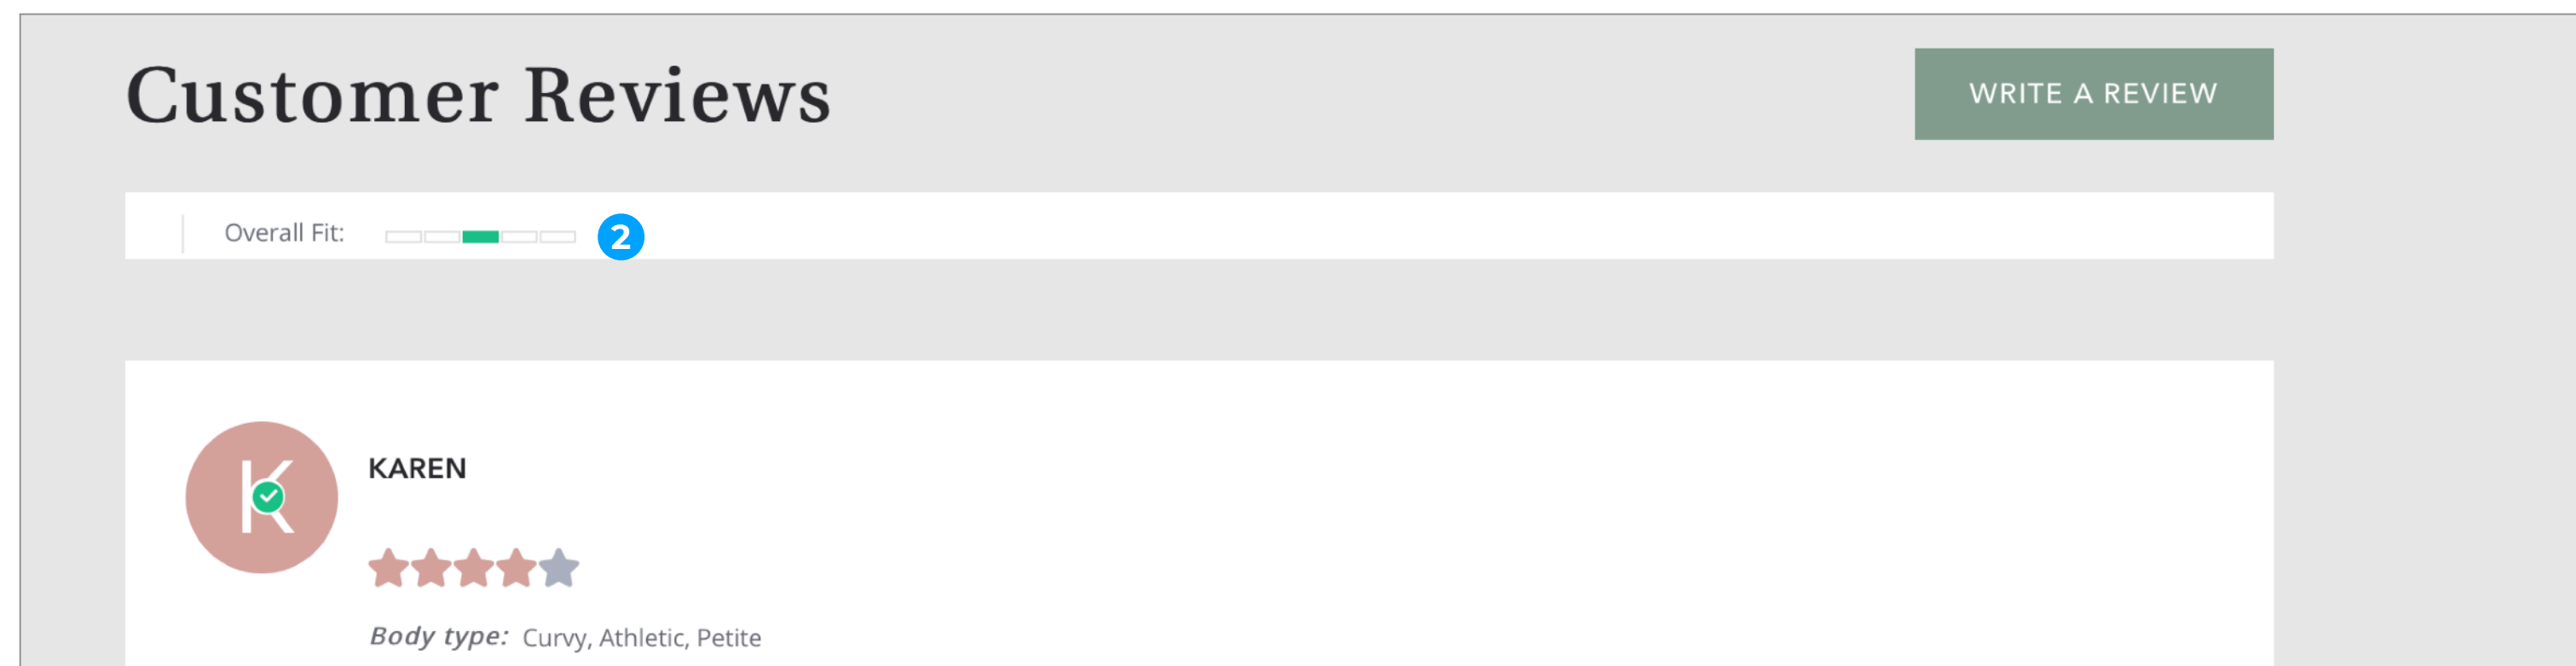 Customer Reviews
WRITE A REVIEW
Overall Fit:
2
K
KAREN
Body type: Curvy, Athletic, Petite